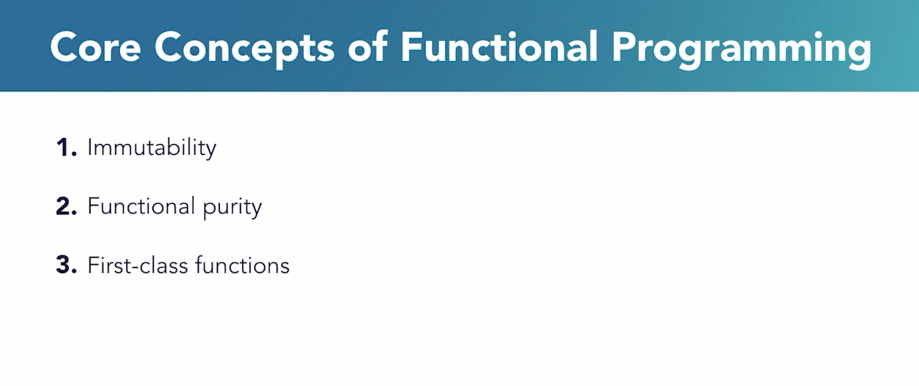 Core Concepts of Functional Programming
1. Immutability
2. Functional purity
3. First-class functions